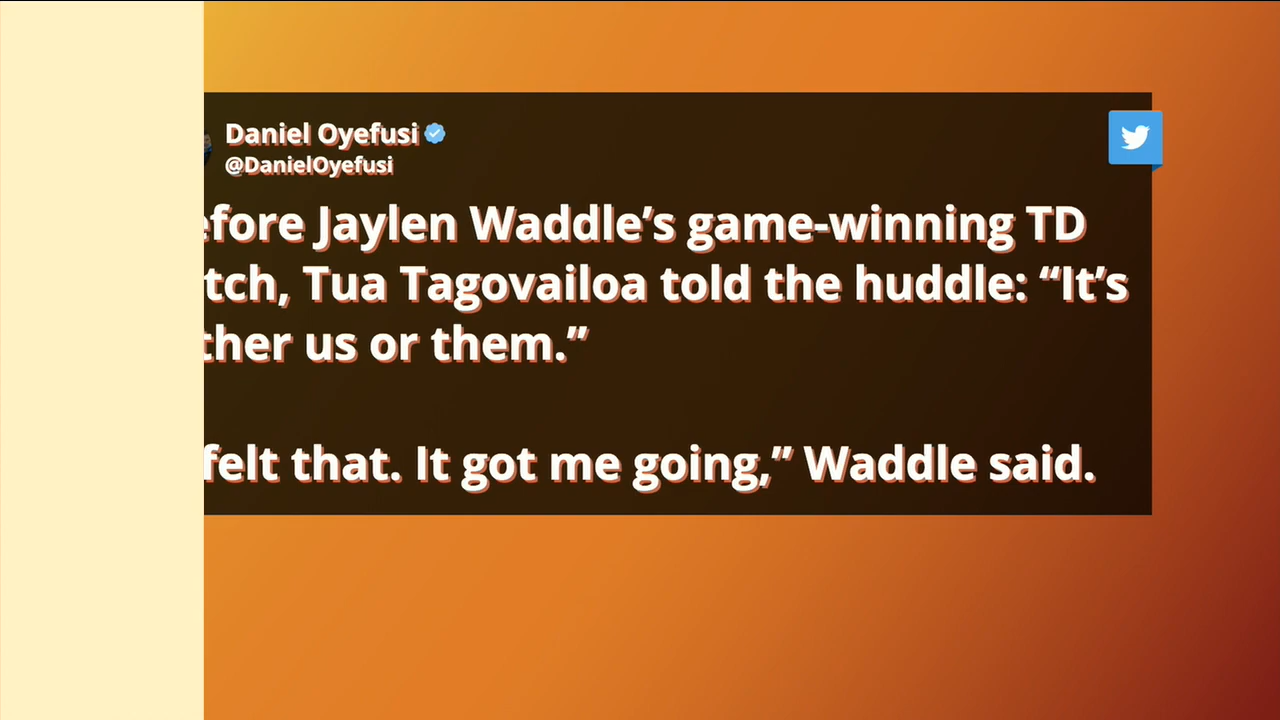 Daniel Oyefusi
@DanielOyefusi
efore Jaylen Waddle’s game-winning TD
tch, Tua Tagovailoa told the huddle: “It’s
ther us or them.”
felt that. It got me going,” Waddle said.